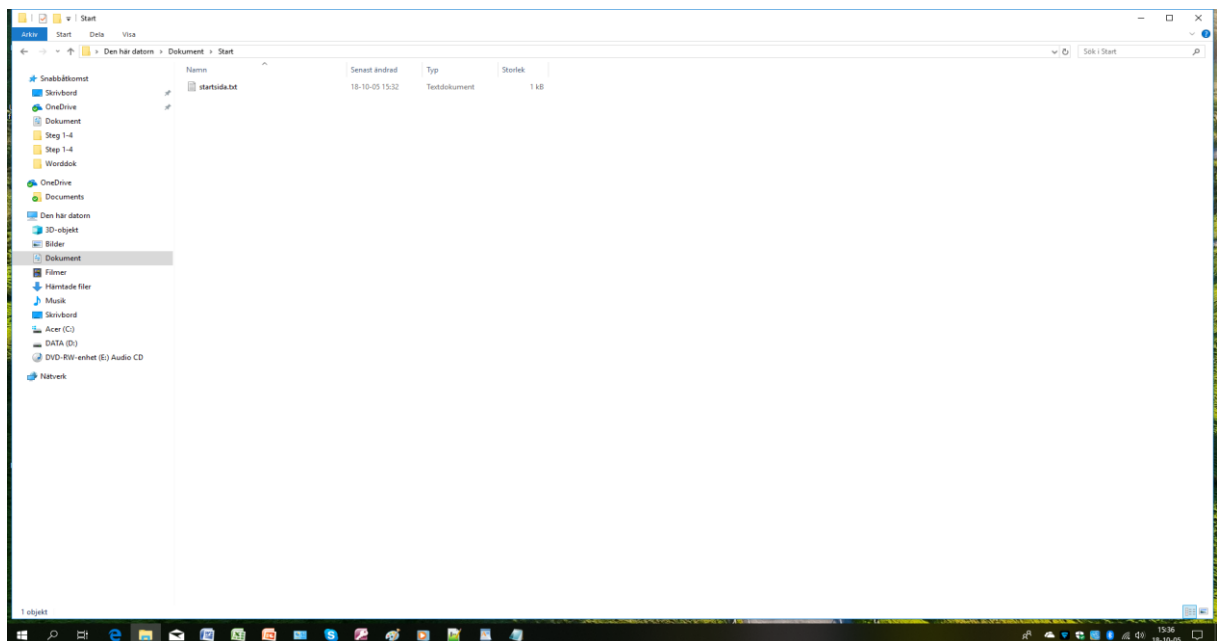 Start
Arkiv Start Dela Visa
Den här datorn Dokument Start Sök i Start
Namn Senast ändrad Typ Storlek
startsida.txt 18-10-05 15:32 Textdokument 1 kB
Snabbåtkomst
Skrivbord
OneDrive
Dokument
Steg 1-4
Step 1-4
Worddok
OneDrive
Documents
Den här datorn
3D-objekt
Bilder
Dokument
Filmer
Hämtade filer
Musik
Skrivbord
Acer (C:)
DATA (D:)
DVD-RW-enhet (E:) Audio CD
Nätverk
1 objekt
15:36
18-10-05